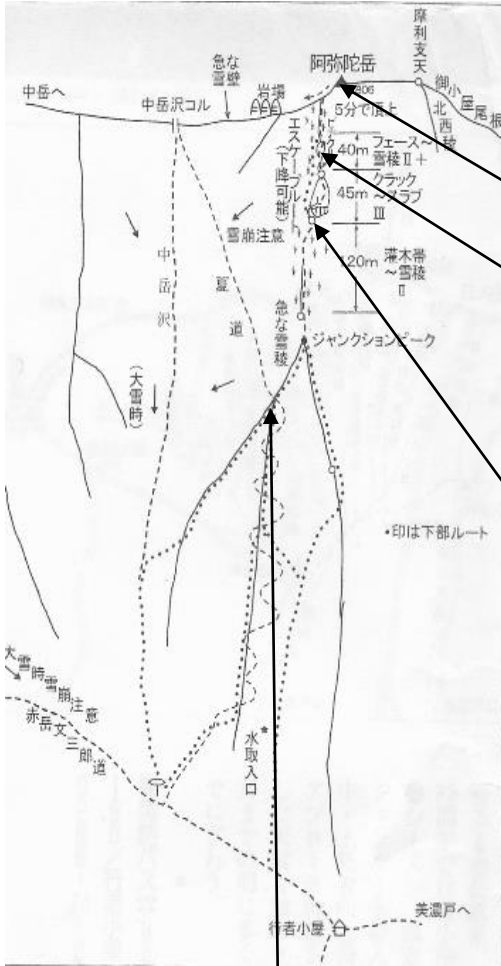 摩利支天
阿弥陀岳
御小屋尾根
中岳へ
中岳沢コル
急な雪壁
岩場
5分で頂上
北西稜
エスケープル
(下降可能)
40m
フェース〜
雪稜Ⅱ+
45m
クラック
〜スラブ
Ⅲ
雪崩注意
120m
灌木帯
〜雪稜
Ⅱ
中岳沢
夏道
急な雪稜
ジャンクションピーク
(大雪時)
•印は下部ルート
大雪時雪崩注意
赤岳文三郎道
水取入口
行者小屋
美濃戸へ